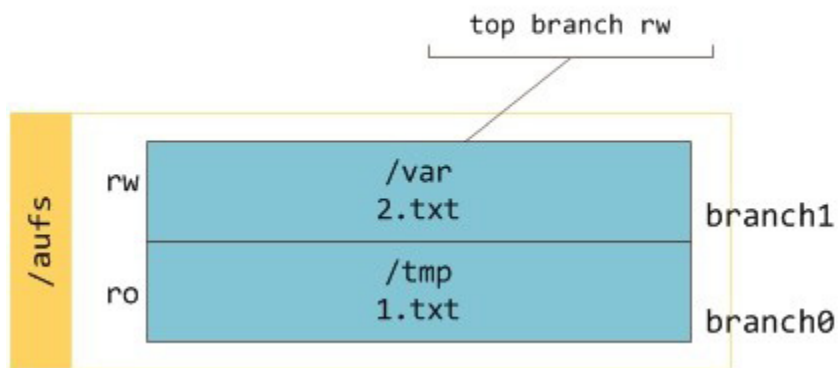 top branch rw
/aufs
rw
/var
2.txt
branch1
ro
/tmp
1.txt
branch0